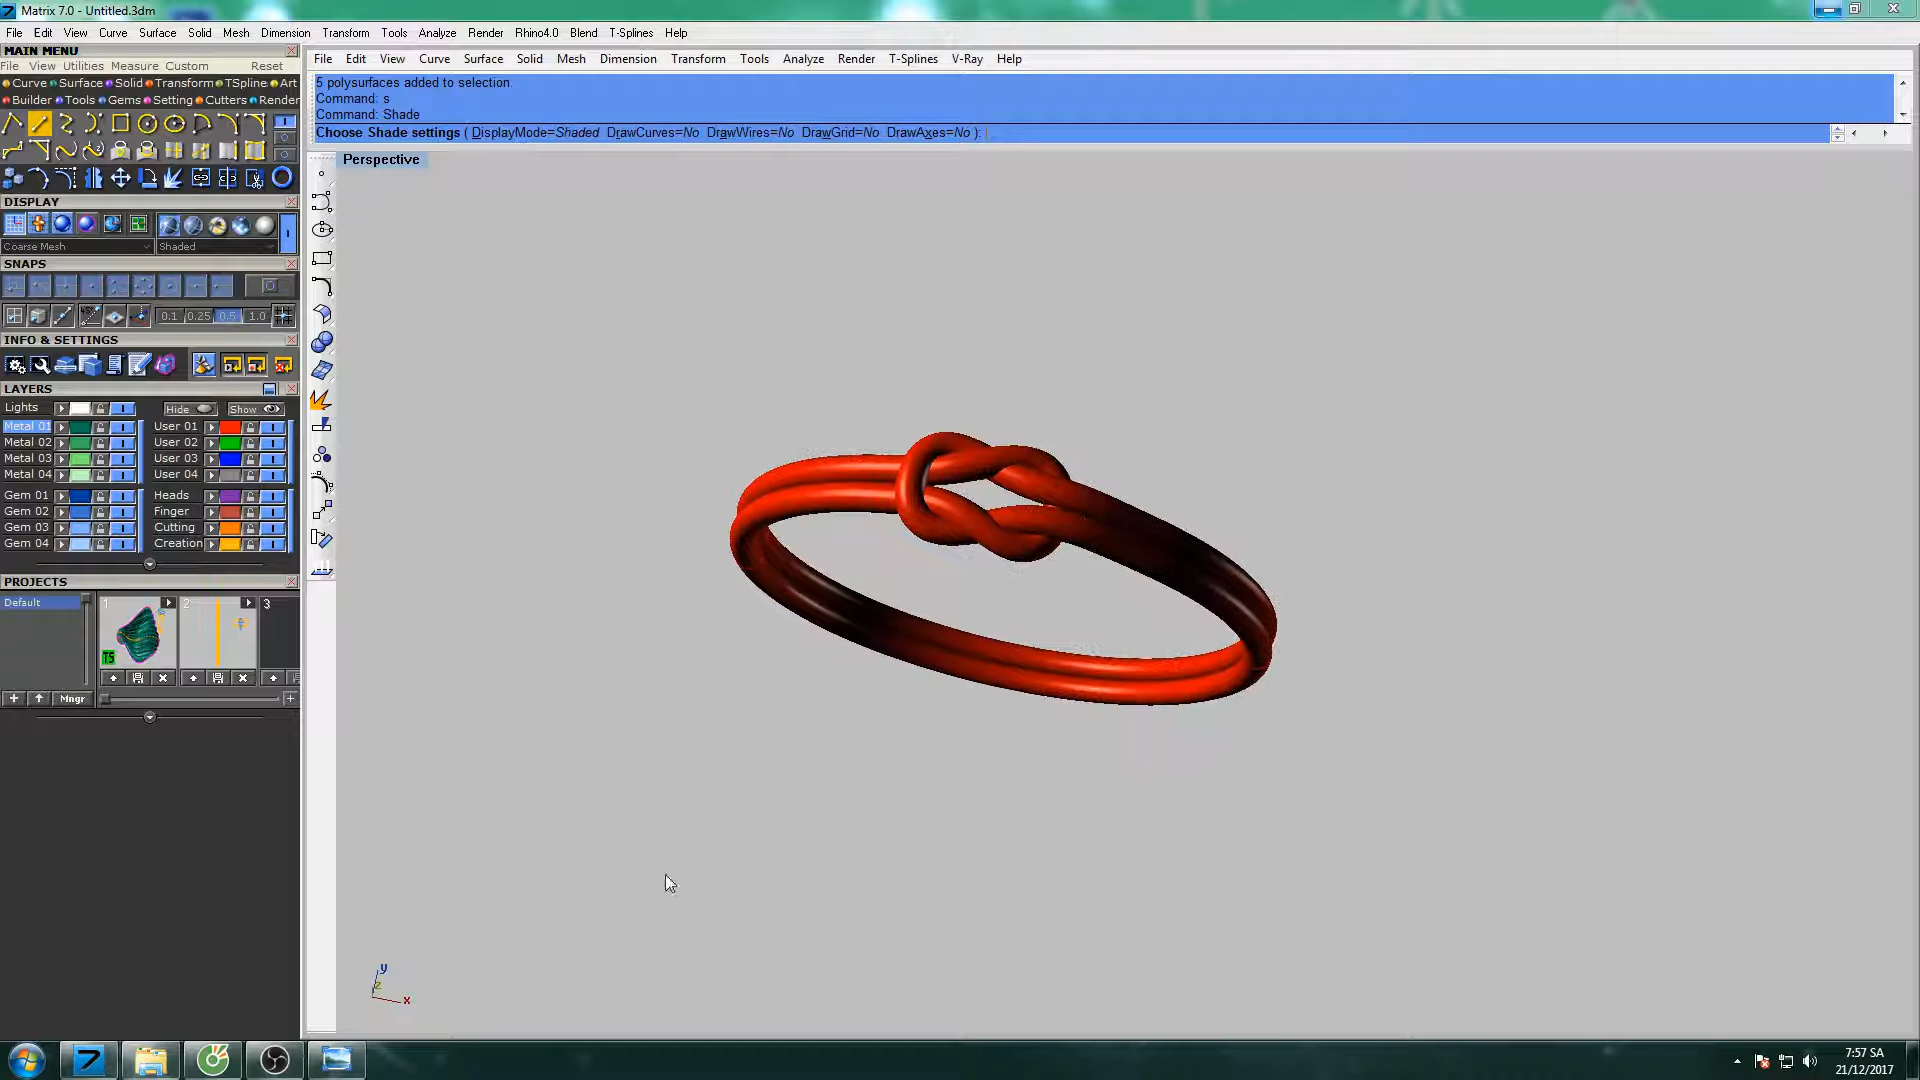 Matrix 7.0 - Untitled.3dm
File Edit View Curve Surface Solid Mesh Dimension Transform Tools Analyze Render Rhino4.0 Blend T-Splines Help
MAIN MENU
File View Utilities Measure Custom Reset
Curve Surface Solid Transform TSpline Art
Builder Tools Gems Setting Cutters Render
File Edit View Curve Surface Solid Mesh Dimension Transform Tools Analyze Render T-Splines V-Ray Help
5 polysurfaces added to selection.
Command: s
Command: Shade
Choose Shade settings ( DisplayMode=Shaded DrawCurves=No DrawWires=No DrawGrid=No DrawAxes=No ):
Perspective
DISPLAY
Coarse Mesh Shaded
SNAPS
0.1 0.25 0.5 1.0
INFO & SETTINGS
LAYERS
Lights Hide Show
Metal 01 User 01
Metal 02 User 02
Metal 03 User 03
Metal 04 User 04
Gem 01 Heads
Gem 02 Finger
Gem 03 Cutting
Gem 04 Creation
PROJECTS
Default 1 2 3
TS
Mngr
y
z
x
7:57 SA
21/12/2017